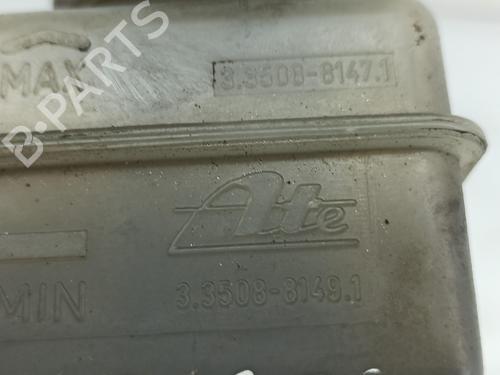 MAX
3.3508-8147.1
Ate
MIN
3.3508-8149.1
B-PARTS